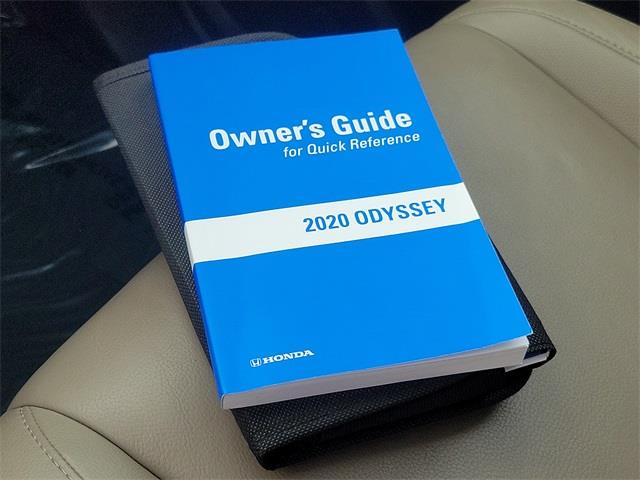 Owner's Guide
for Quick Reference
2020 ODYSSEY
HONDA